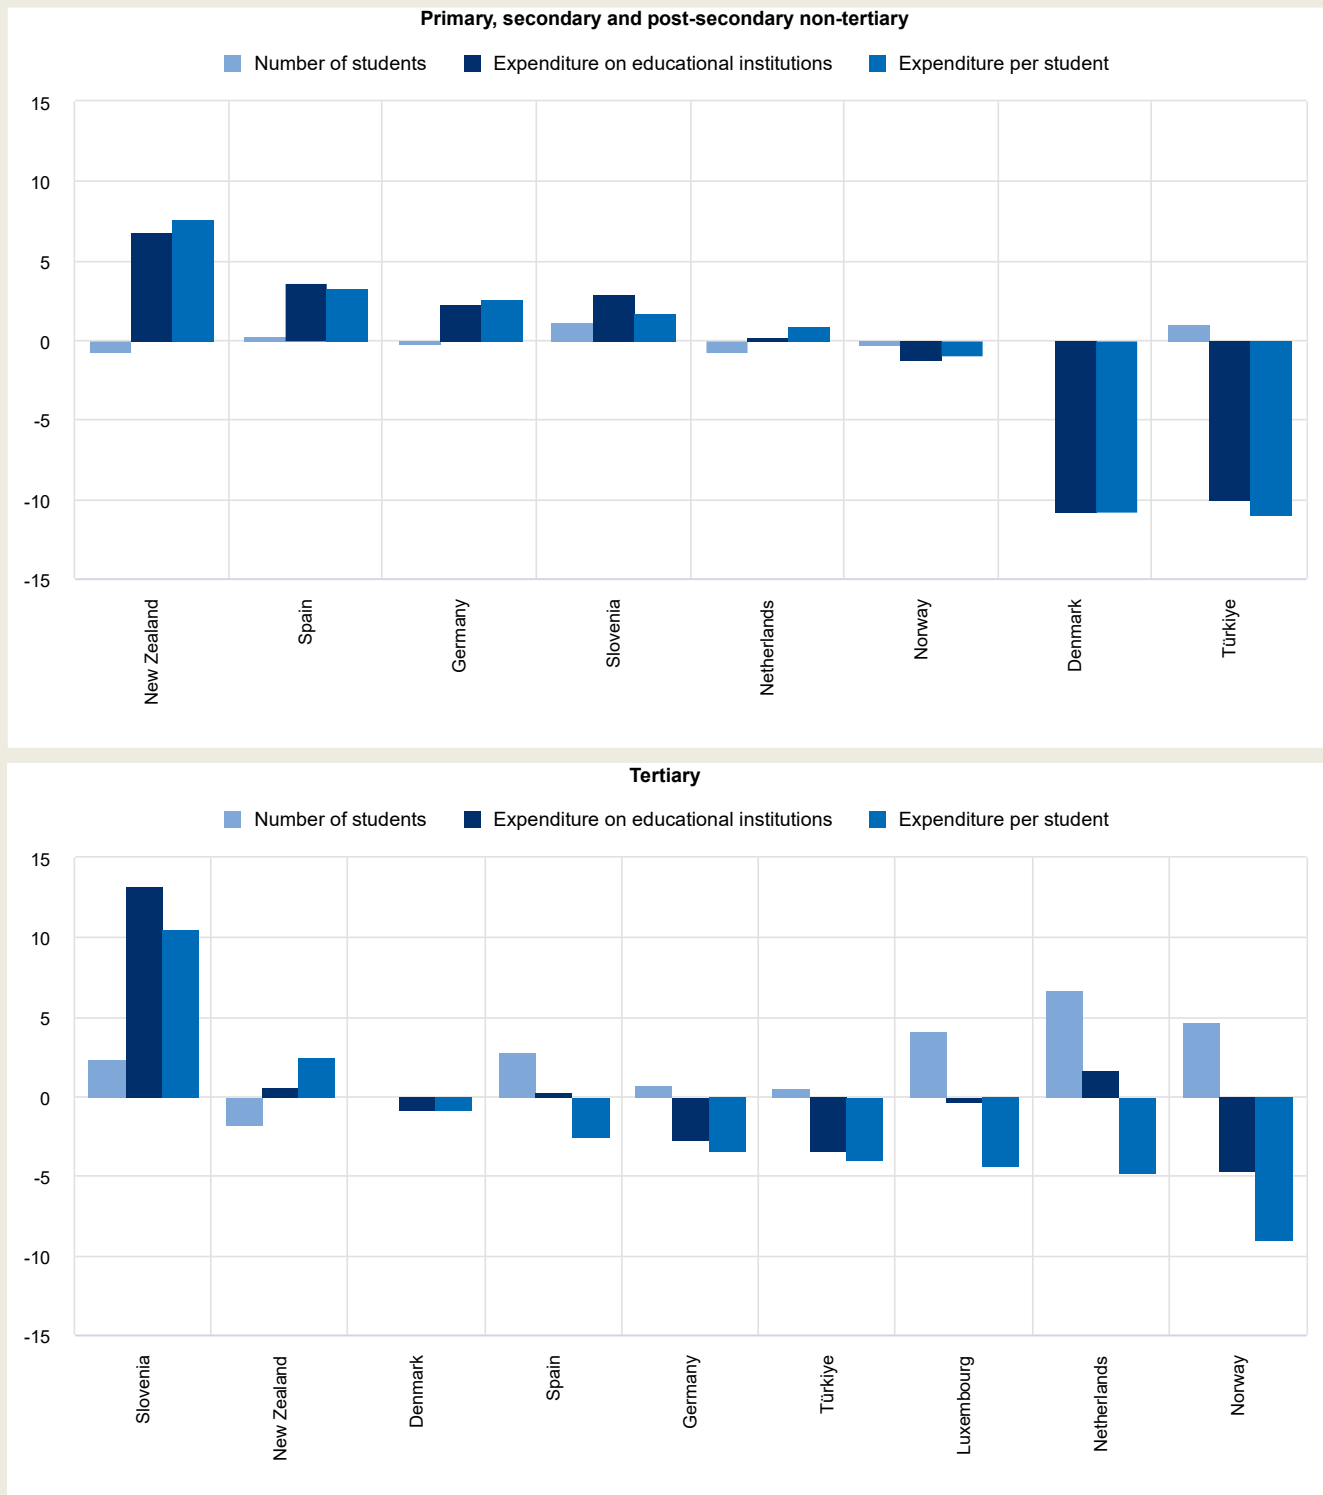 Primary, secondary and post-secondary non-tertiary
Number of students Expenditure on educational institutions Expenditure per student
15
10
5
0
-5
-10
-15
New Zealand
Spain
Germany
Slovenia
Netherlands
Norway
Denmark
Türkiye
Tertiary
Number of students Expenditure on educational institutions Expenditure per student
15
10
5
0
-5
-10
-15
Slovenia
New Zealand
Denmark
Spain
Germany
Türkiye
Luxembourg
Netherlands
Norway